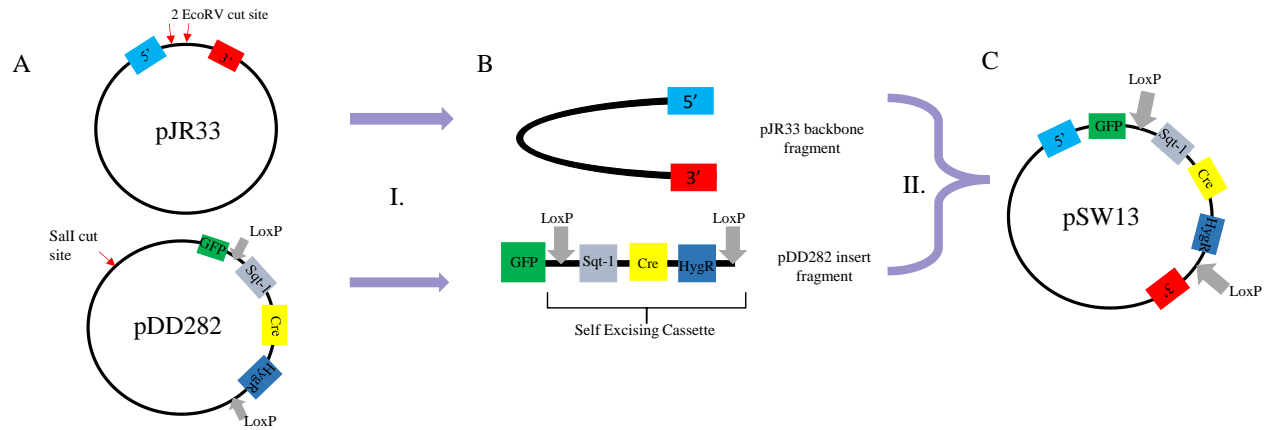 2 EcoRV cut site
A
5’
3’
pJR33
SalI cut
site
GFP
LoxP
Sqt-1
Cre
HygR
LoxP
pDD282
I.
B
5’
3’
pJR33 backbone
fragment
LoxP
LoxP
GFP
Sqt-1
Cre
HygR
pDD282 insert
fragment
Self Excising Cassette
II.
C
LoxP
5’
GFP
Sqt-1
Cre
HygR
3’
LoxP
pSW13